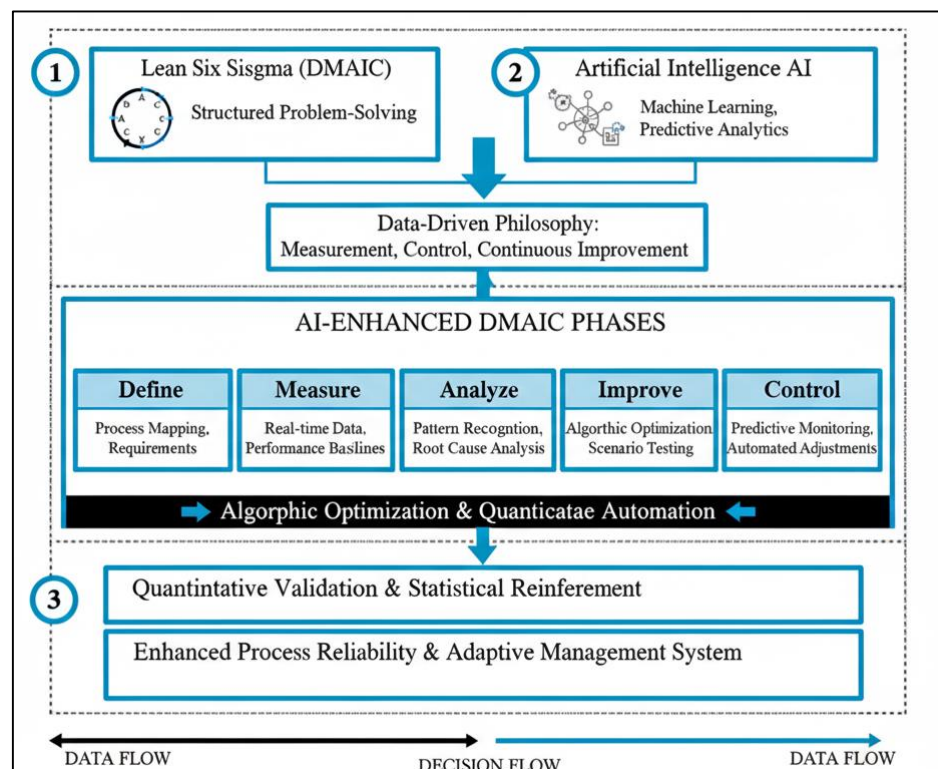 1
Lean Six Sisgma (DMAIC)
Structured Problem-Solving
2
Artificial Intelligence AI
Machine Learning,
Predictive Analytics
Data-Driven Philosophy:
Measurement, Control, Continuous Improvement
AI-ENHANCED DMAIC PHASES
Define
Process Mapping,
Requirements
Measure
Real-time Data,
Performance Basilines
Analyze
Pattern Recogntion,
Root Cause Analysis
Improve
Algorthic Optimization
Scenario Testing
Control
Predictive Monitoring,
Automated Adjustments
Algorphic Optimization & Quanticatae Automation
3
Quantintative Validation & Statistical Reinferement
Enhanced Process Reliability & Adaptive Management System
DATA FLOW
DECISION FLOW
DATA FLOW